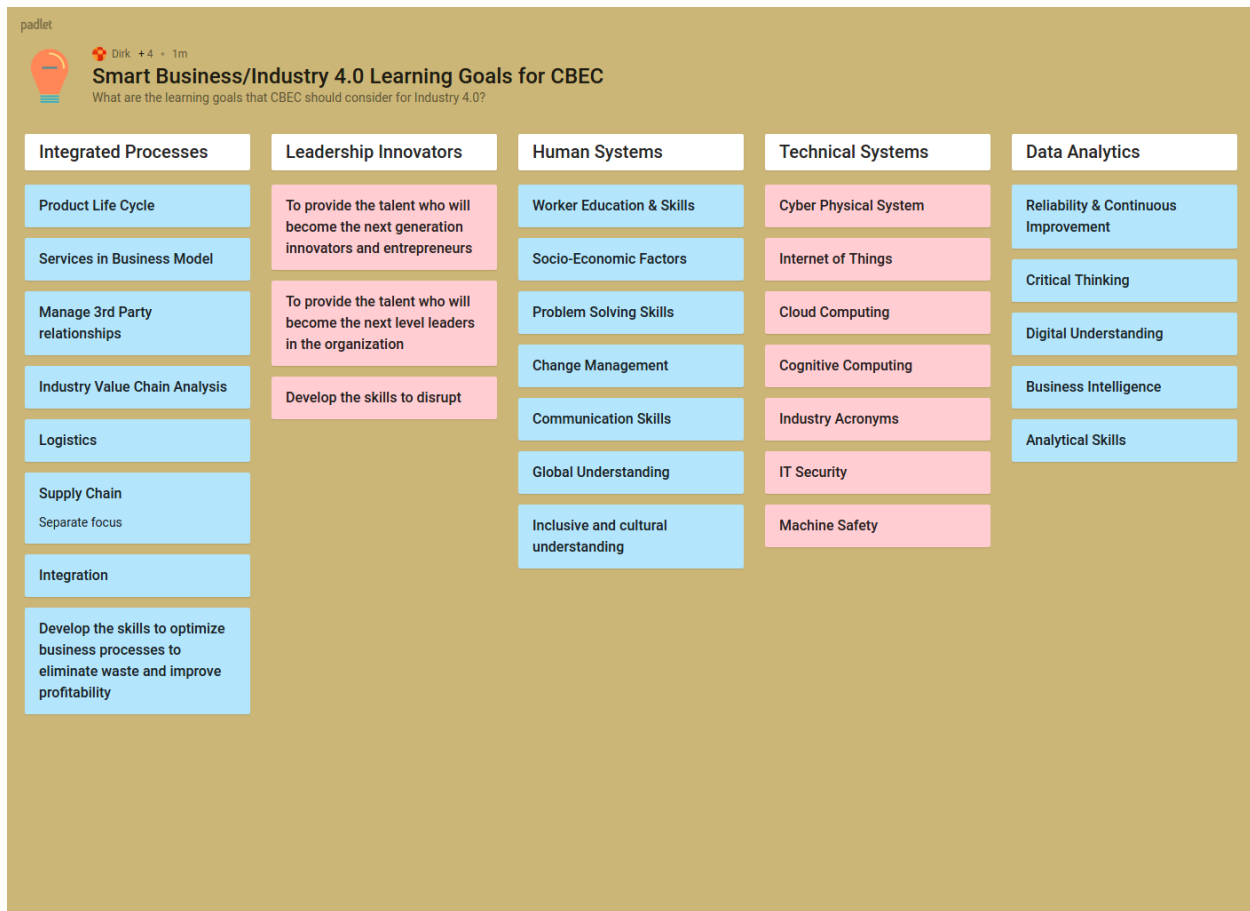 padlet
Dirk + 4 • 1m
Smart Business/Industry 4.0 Learning Goals for CBEC
What are the learning goals that CBEC should consider for Industry 4.0?
Integrated Processes
Product Life Cycle
Services in Business Model
Manage 3rd Party
relationships
Industry Value Chain Analysis
Logistics
Supply Chain
Separate focus
Integration
Develop the skills to optimize
business processes to
eliminate waste and improve
profitability
Leadership Innovators
To provide the talent who will
become the next generation
innovators and entrepreneurs
To provide the talent who will
become the next level leaders
in the organization
Develop the skills to disrupt
Human Systems
Worker Education & Skills
Socio-Economic Factors
Problem Solving Skills
Change Management
Communication Skills
Global Understanding
Inclusive and cultural
understanding
Technical Systems
Cyber Physical System
Internet of Things
Cloud Computing
Cognitive Computing
Industry Acronyms
IT Security
Machine Safety
Data Analytics
Reliability & Continuous
Improvement
Critical Thinking
Digital Understanding
Business Intelligence
Analytical Skills